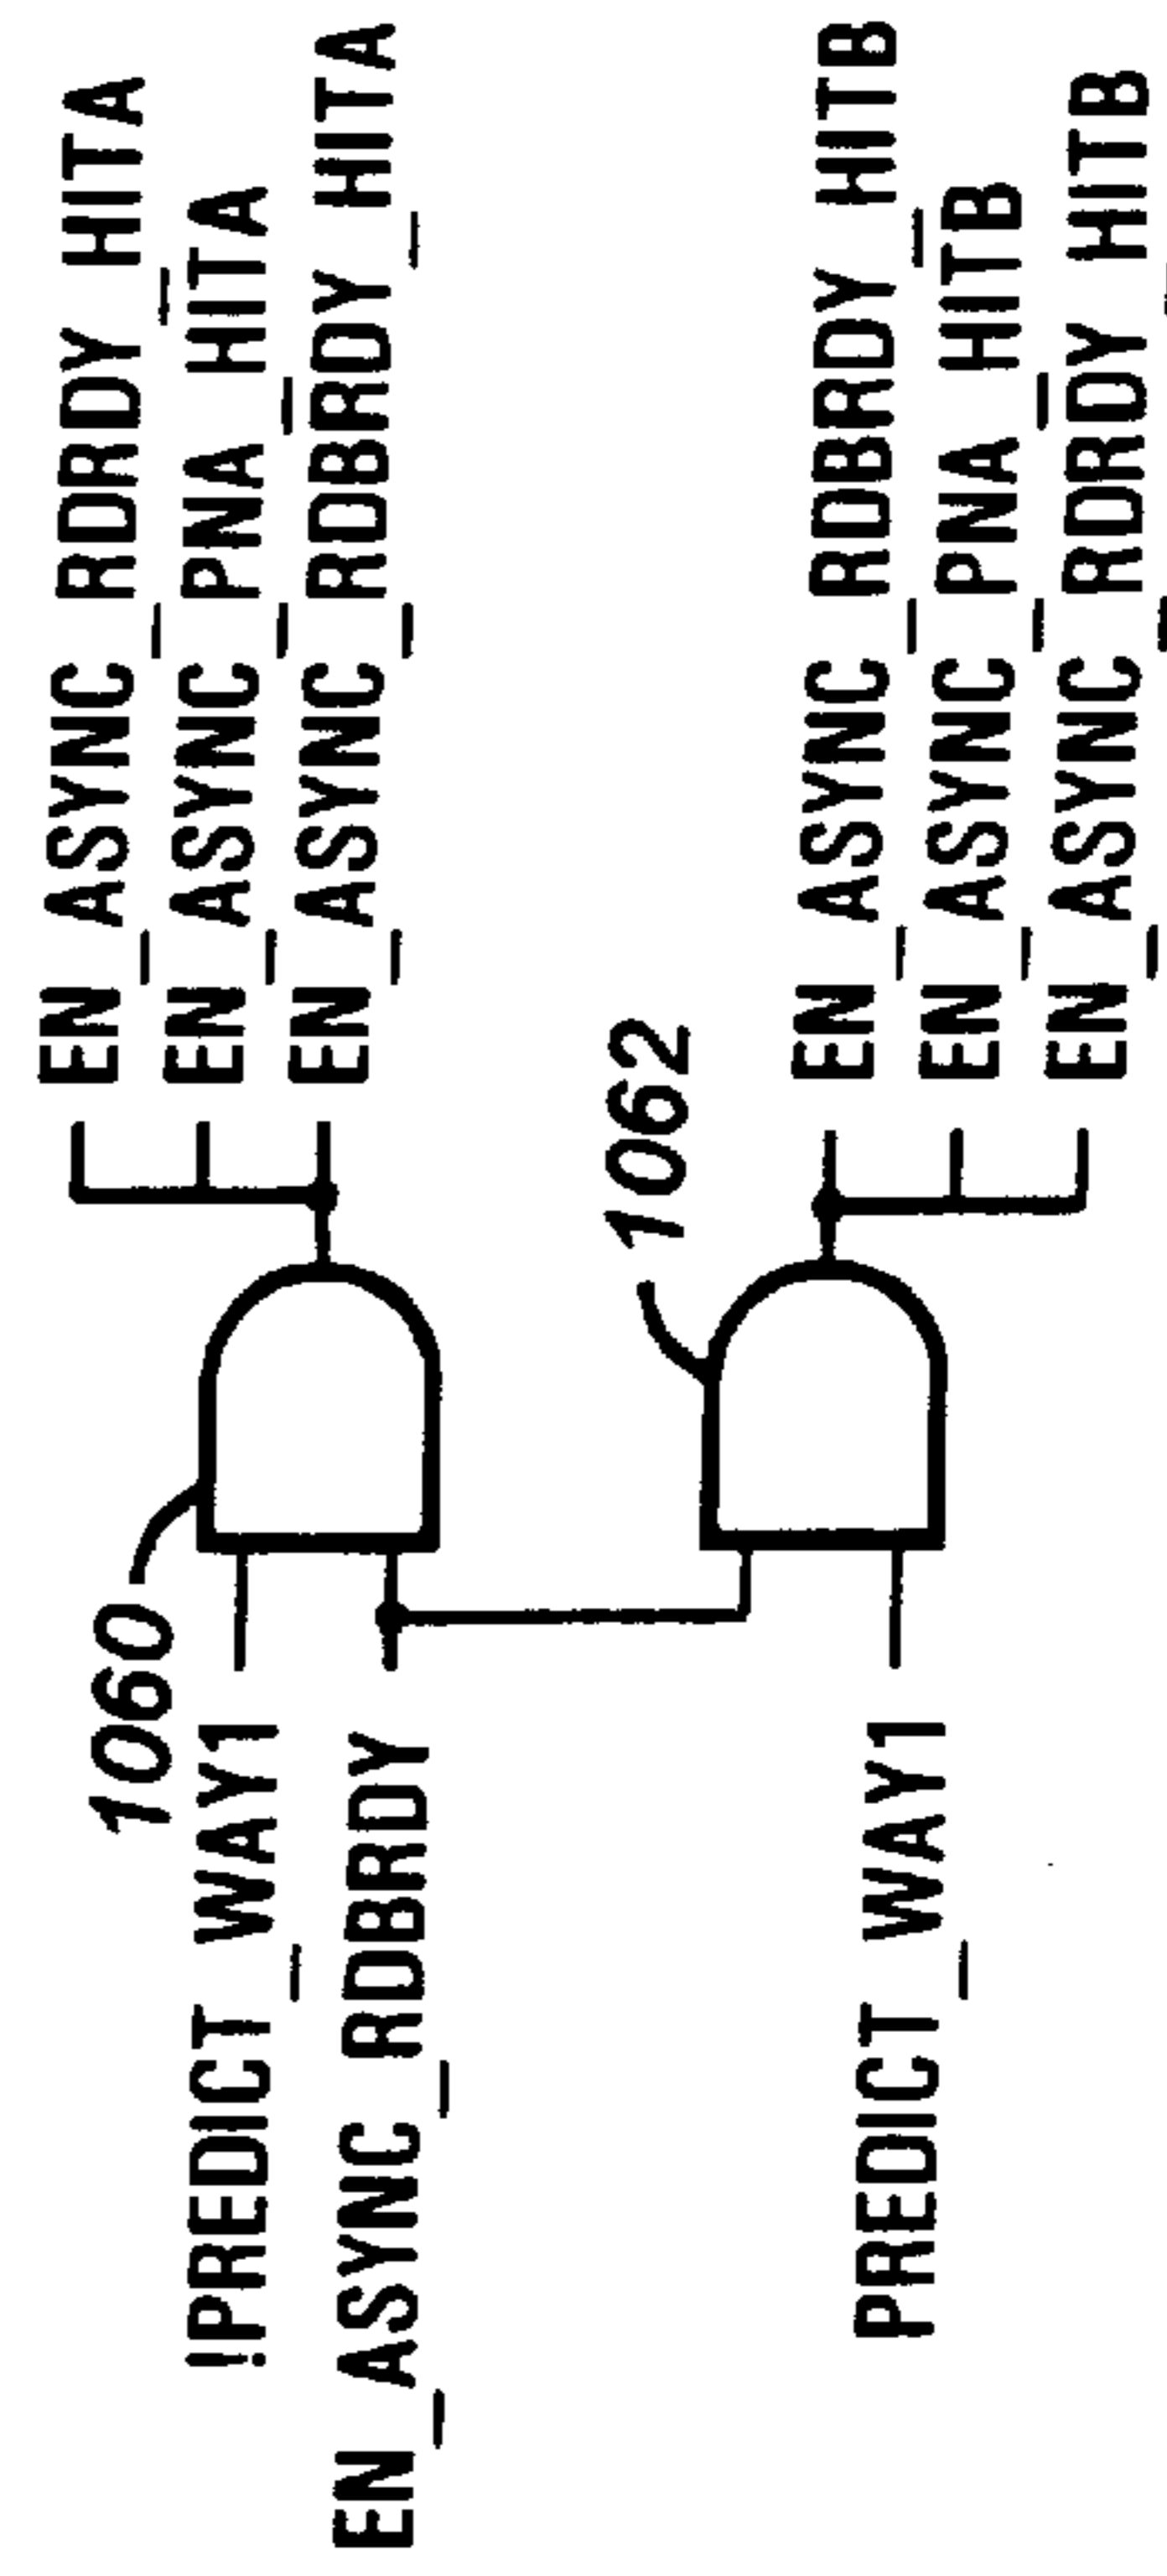 EN_ASYNC_RDRDY_HITA
EN_ASYNC_PNA_HITA
EN_ASYNC_RDBRDY_HITA
1060
!PREDICT_WAY1
EN_ASYNC_RDBRDY
1062
PREDICT_WAY1
EN_ASYNC_RDBRDY_HITB
EN_ASYNC_PNA_HITB
EN_ASYNC_RDRDY_HITB